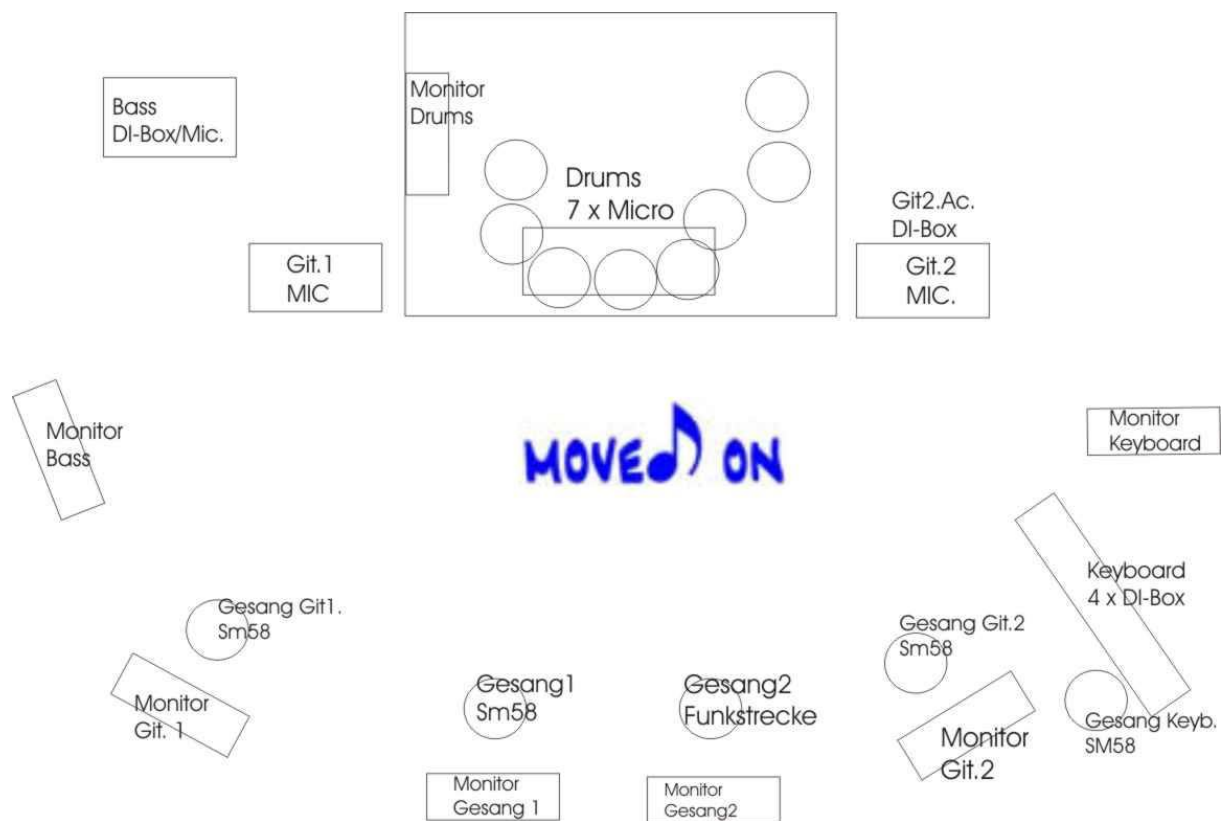 Bass
DI-Box/Mic.
Monitor
Drums
Drums
7 x Micro
Git2.Ac.
DI-Box
Git.1
MIC
Git.2
MIC.
Monitor
Bass
MOVED ON
Monitor
Keyboard
Keyboard
4 x DI-Box
Gesang Git1.
Sm58
Gesang Git.2
Sm58
Monitor
Git. 1
Gesang1
Sm58
Gesang2
Funkstrecke
Gesang Keyb.
SM58
Monitor
Git.2
Monitor
Gesang 1
Monitor
Gesang2